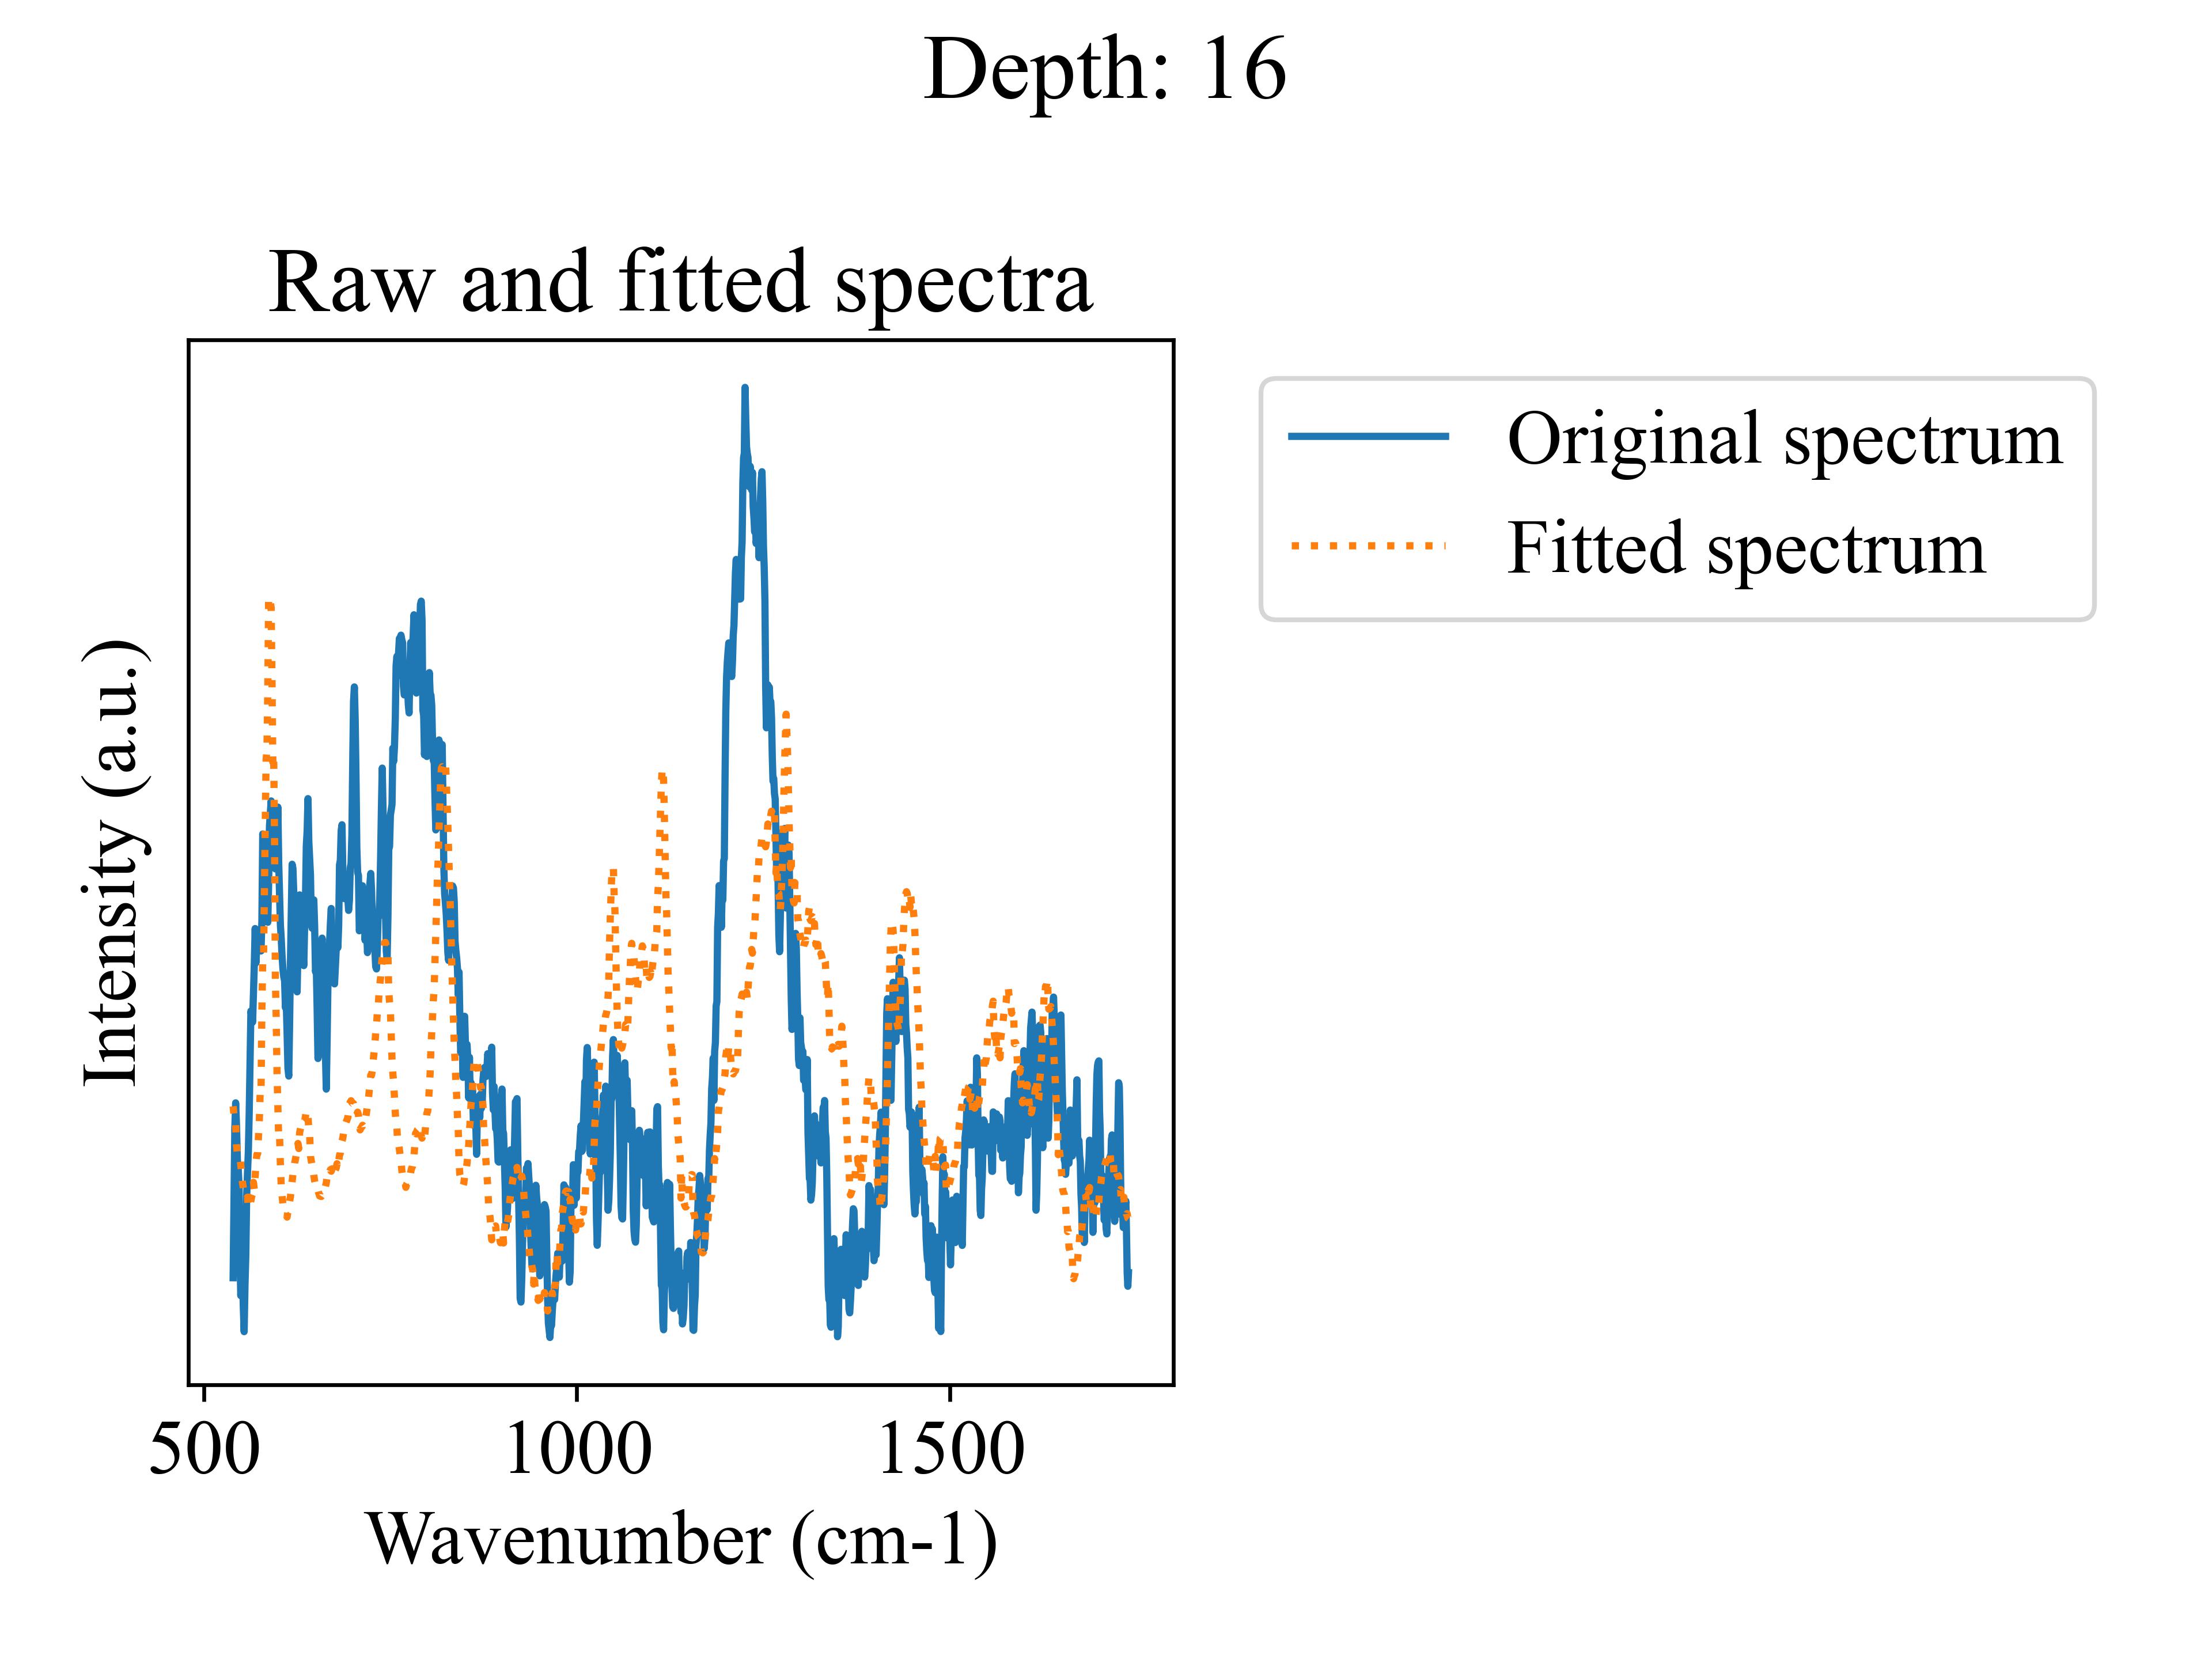 Depth: 16
Raw and fitted spectra
Original spectrum
Fitted spectrum
Intensity (a.u.)
500 1000 1500
Wavenumber (cm-1)